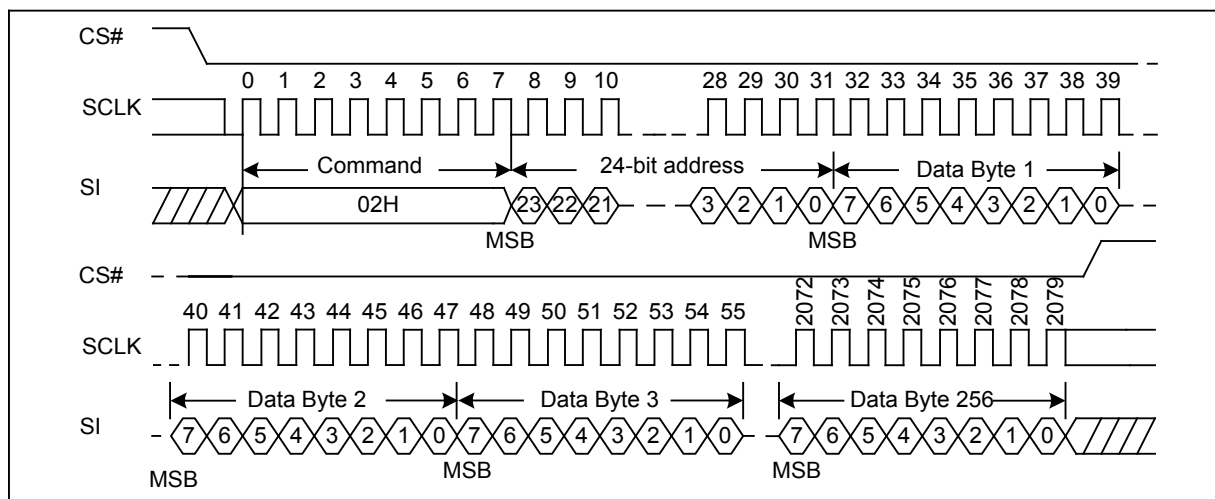 CS#
0 1 2 3 4 5 6 7 8 9 10 28 29 30 31 32 33 34 35 36 37 38 39
SCLK
Command 24-bit address Data Byte 1
SI
02H 23 22 21 3 2 1 0 7 6 5 4 3 2 1 0
MSB MSB
CS#
40 41 42 43 44 45 46 47 48 49 50 51 52 53 54 55 2072 2073 2074 2075 2076 2077 2078 2079
SCLK
Data Byte 2 Data Byte 3 Data Byte 256
SI
7 6 5 4 3 2 1 0 7 6 5 4 3 2 1 0 7 6 5 4 3 2 1 0
MSB MSB MSB